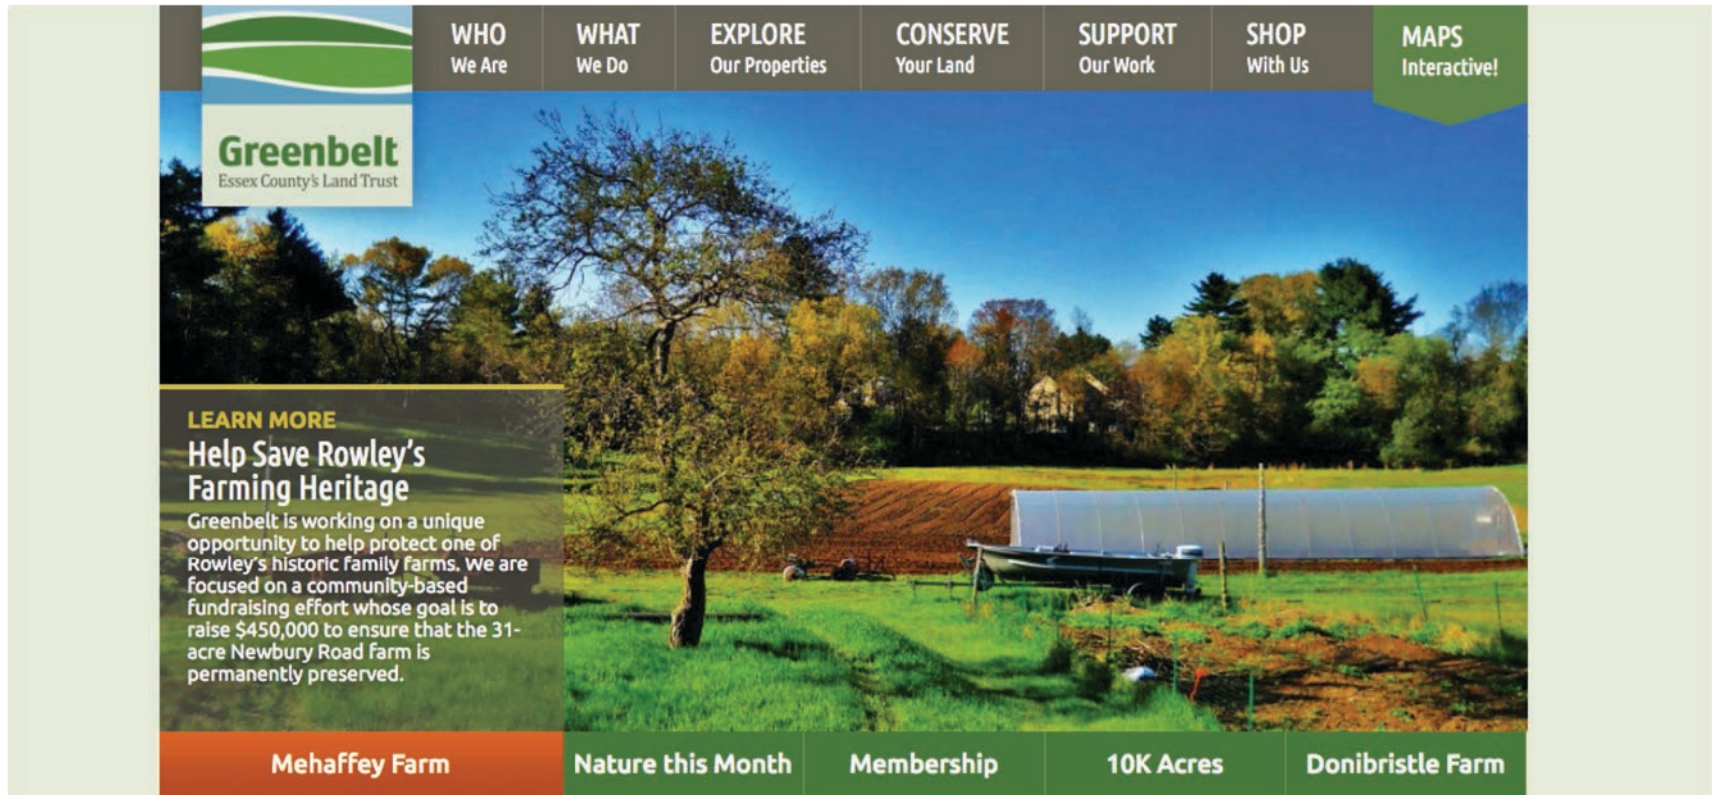 WHO
We Are
WHAT
We Do
EXPLORE
Our Properties
CONSERVE
Your Land
SUPPORT
Our Work
SHOP
With Us
MAPS
Interactive!
Greenbelt
Essex County's Land Trust
LEARN MORE
Help Save Rowley's
Farming Heritage
Greenbelt is working on a unique
opportunity to help protect one of
Rowley's historic family farms. We are
focused on a community-based
fundraising effort whose goal is to
raise $450,000 to ensure that the 31-
acre Newbury Road farm is
permanently preserved.
Mehaffey Farm
Nature this Month
Membership
10K Acres
Donibristle Farm